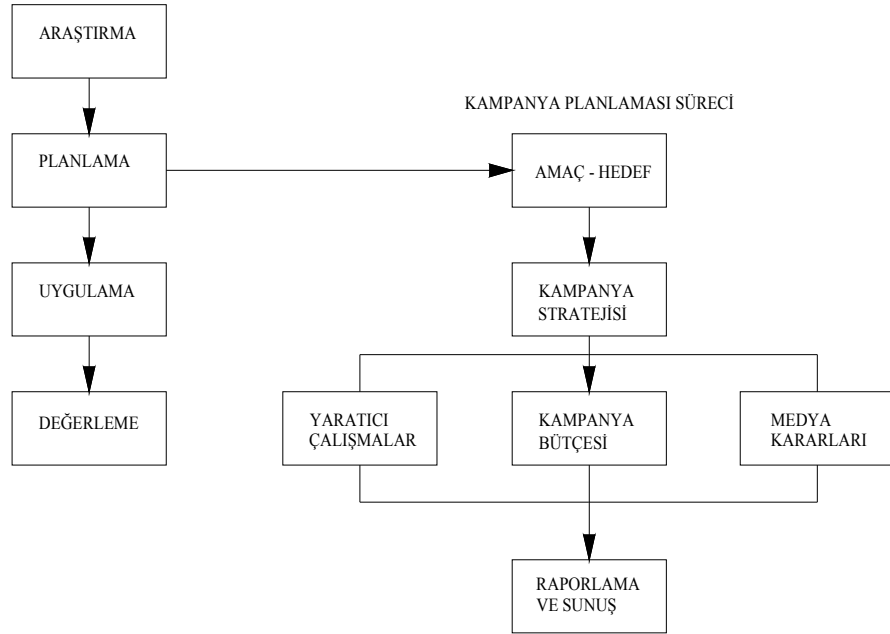 ARAŞTIRMA
KAMPANYA PLANLAMASI SÜRECİ
PLANLAMA
AMAÇ - HEDEF
UYGULAMA
KAMPANYA
STRATEJİSİ
DEĞERLEME
YARATICI
ÇALIŞMALAR
KAMPANYA
BÜTÇESİ
MEDYA
KARARLARI
RAPORLAMA
VE SUNUŞ